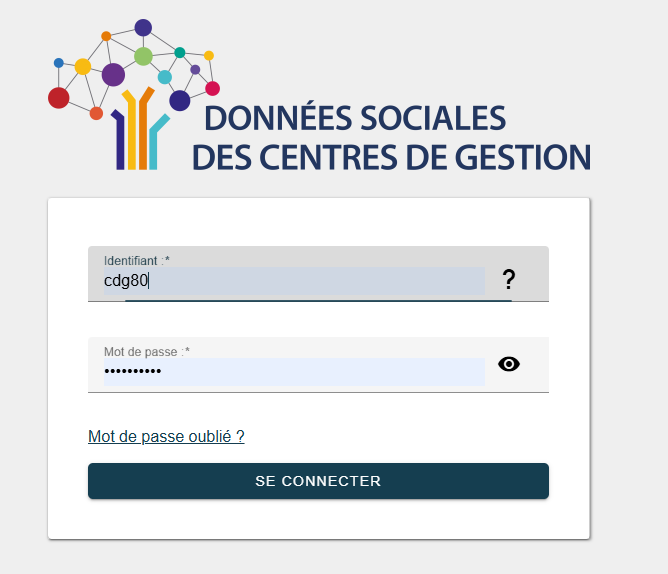 DONNÉES SOCIALES
DES CENTRES DE GESTION
Identifiant :*
cdg80
?
Mot de passe :*
••••••••••
Mot de passe oublié ?
SE CONNECTER